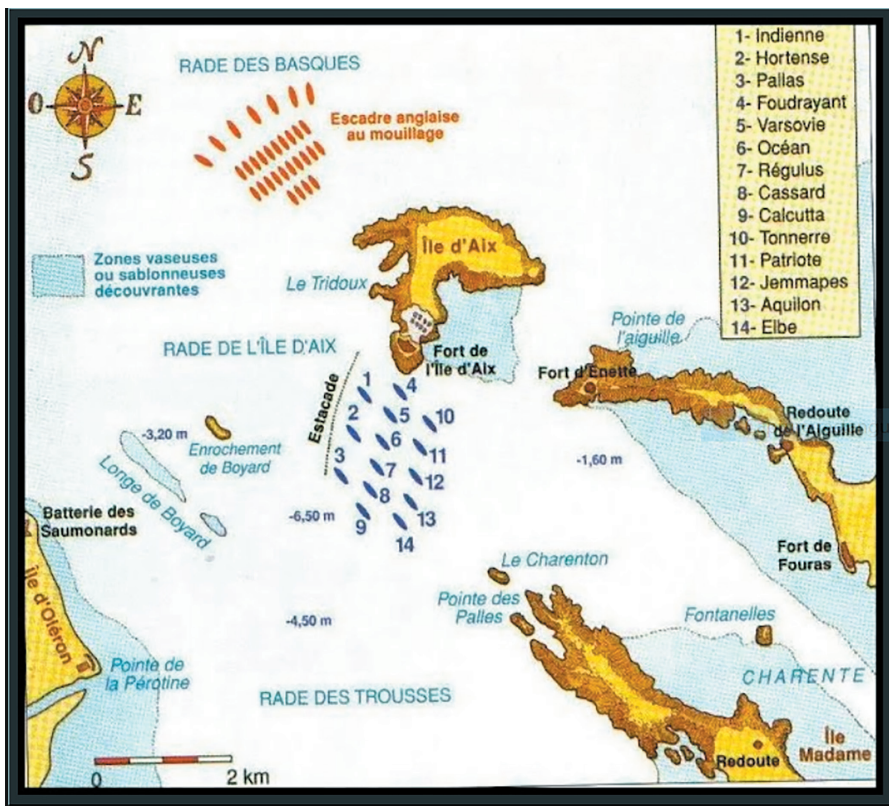 N
O
E
S
RADE DES BASQUES
Escadre anglaise
au mouillage
1- Indienne
2- Hortense
3- Pallas
4- Foudrayant
5- Varsovie
6- Océan
7- Régulus
8- Cassard
9- Calcutta
10- Tonnerre
11- Patriote
12- Jemmapes
13- Aquilon
14- Elbe
Zones vaseuses
ou sablonneuses
découvrantes
Île d'Aix
Le Tridoux
RADE DE L'ÎLE D'AIX
Fort de
l'Île d'Aix
Pointe de
l'aiguille
Fort d'Enette
Redoute
de l'Aiguille
Estacade
1
4
2
5
10
6
3
11
7
12
8
9
13
14
-3,20 m
Enrochement
de Boyard
Longe de Boyard
-1,60 m
-6,50 m
Batterie des
Saumonards
Fort de
Fouras
Le Charenton
Pointe des
Palles
Fontanelles
-4,50 m
Île d'Oléron
Pointe de
la Pérotine
CHARENTE
RADE DES TROUSSES
Île
Madame
Redoute
0
2 km